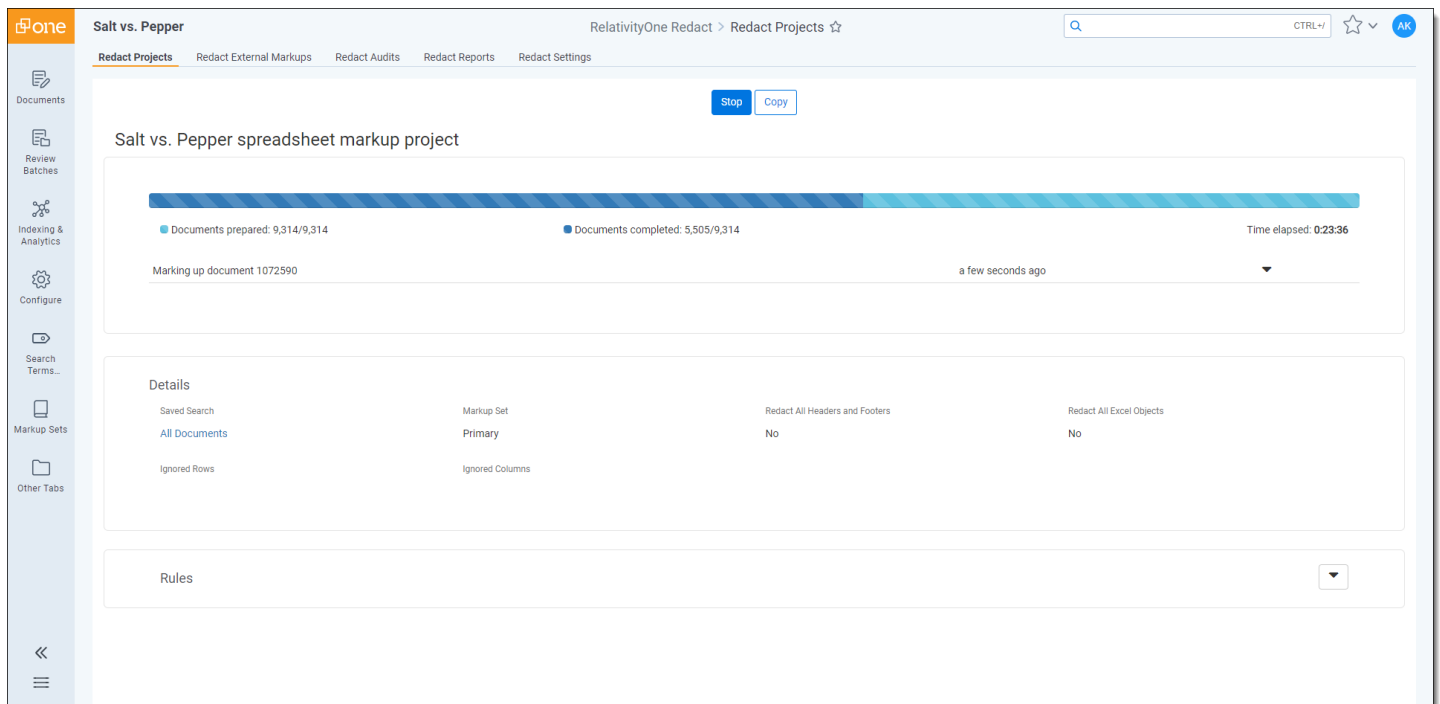 one
Salt vs. Pepper
RelativityOne Redact > Redact Projects
CTRL+/
AK
Redact Projects
Redact External Markups
Redact Audits
Redact Reports
Redact Settings
Documents
Review
Batches
Indexing &
Analytics
Configure
Search
Terms...
Markup Sets
Other Tabs
Stop
Copy
Salt vs. Pepper spreadsheet markup project
Documents prepared: 9,314/9,314
Documents completed: 5,505/9,314
Time elapsed: 0:23:36
Marking up document 1072590
a few seconds ago
Details
Saved Search
Markup Set
Redact All Headers and Footers
Redact All Excel Objects
All Documents
Primary
No
No
Ignored Rows
Ignored Columns
Rules